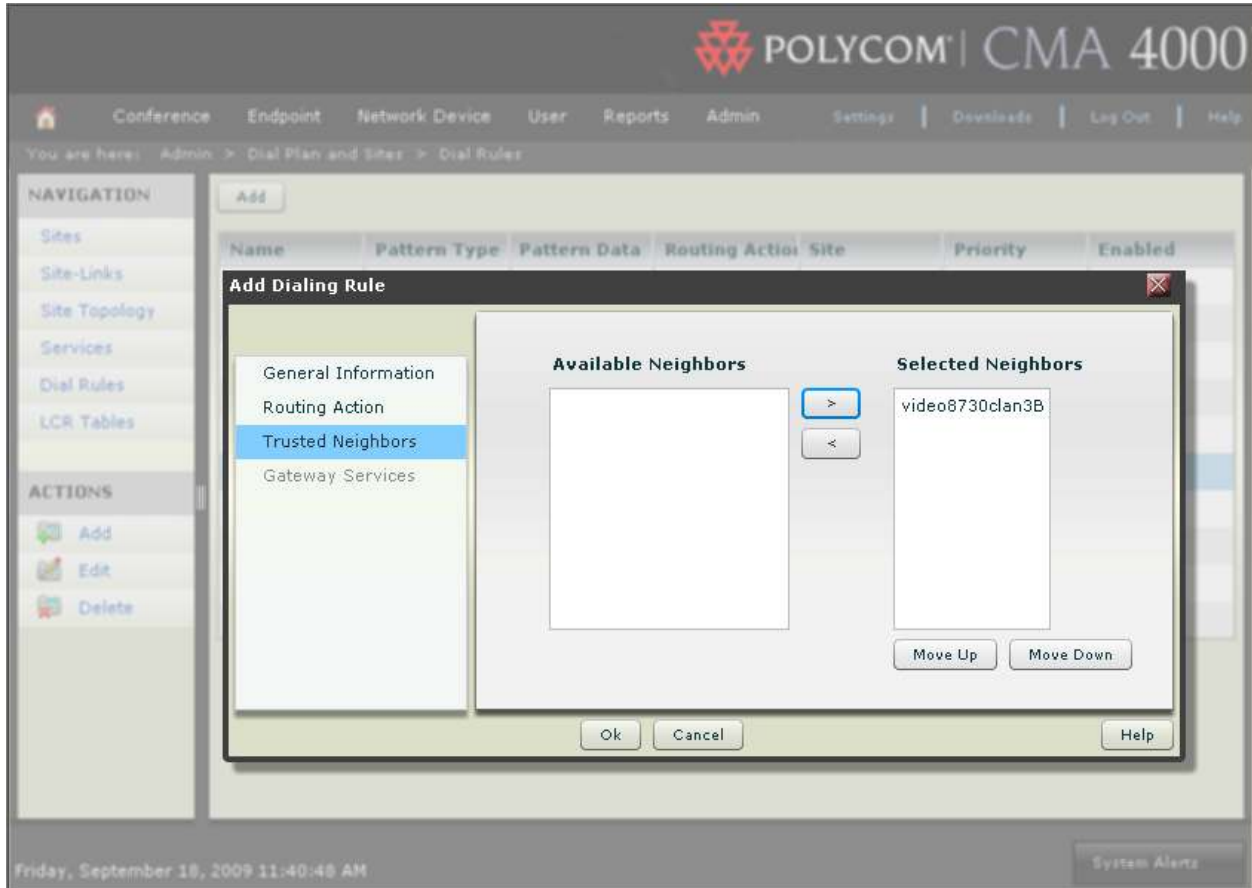 POLYCOM | CMA 4000
Conference Endpoint Network Device User Reports Admin Settings | Downloads | Log Out | Help
You are here: Admin > Dial Plan and Sites > Dial Rules
NAVIGATION
Sites
Site-Links
Site Topology
Services
Dial Rules
LCR Tables
ACTIONS
Add
Edit
Delete
Add
Name Pattern Type Pattern Data Routing Action Site Priority Enabled
Add Dialing Rule
General Information
Routing Action
Trusted Neighbors
Gateway Services
Available Neighbors
>
<
Selected Neighbors
video8730clan3B
Move Up Move Down
Ok Cancel Help
Friday, September 18, 2009 11:40:48 AM
System Alerts